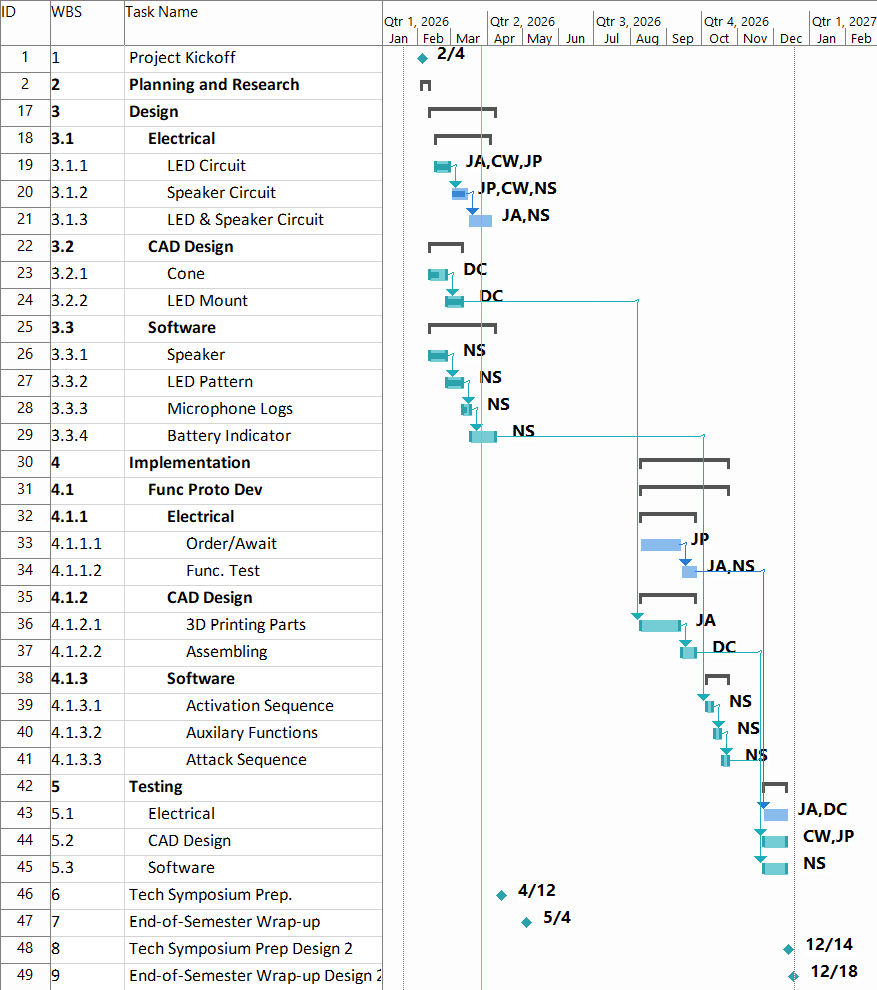 ID WBS Task Name Qtr 1, 2026 Qtr 2, 2026 Qtr 3, 2026 Qtr 4, 2026 Qtr 1, 2027
Jan Feb Mar Apr May Jun Jul Aug Sep Oct Nov Dec Jan Feb
1 1 Project Kickoff 2/4
2 2 Planning and Research
17 3 Design
18 3.1 Electrical
19 3.1.1 LED Circuit JA,CW,JP
20 3.1.2 Speaker Circuit JP,CW,NS
21 3.1.3 LED & Speaker Circuit JA,NS
22 3.2 CAD Design
23 3.2.1 Cone DC
24 3.2.2 LED Mount DC
25 3.3 Software
26 3.3.1 Speaker NS
27 3.3.2 LED Pattern NS
28 3.3.3 Microphone Logs NS
29 3.3.4 Battery Indicator NS
30 4 Implementation
31 4.1 Func Proto Dev
32 4.1.1 Electrical
33 4.1.1.1 Order/Await JP
34 4.1.1.2 Func. Test JA,NS
35 4.1.2 CAD Design
36 4.1.2.1 3D Printing Parts JA
37 4.1.2.2 Assembling DC
38 4.1.3 Software
39 4.1.3.1 Activation Sequence NS
40 4.1.3.2 Auxilary Functions NS
41 4.1.3.3 Attack Sequence NS
42 5 Testing
43 5.1 Electrical JA,DC
44 5.2 CAD Design CW,JP
45 5.3 Software NS
46 6 Tech Symposium Prep. 4/12
47 7 End-of-Semester Wrap-up 5/4
48 8 Tech Symposium Prep Design 2 12/14
49 9 End-of-Semester Wrap-up Design 2 12/18